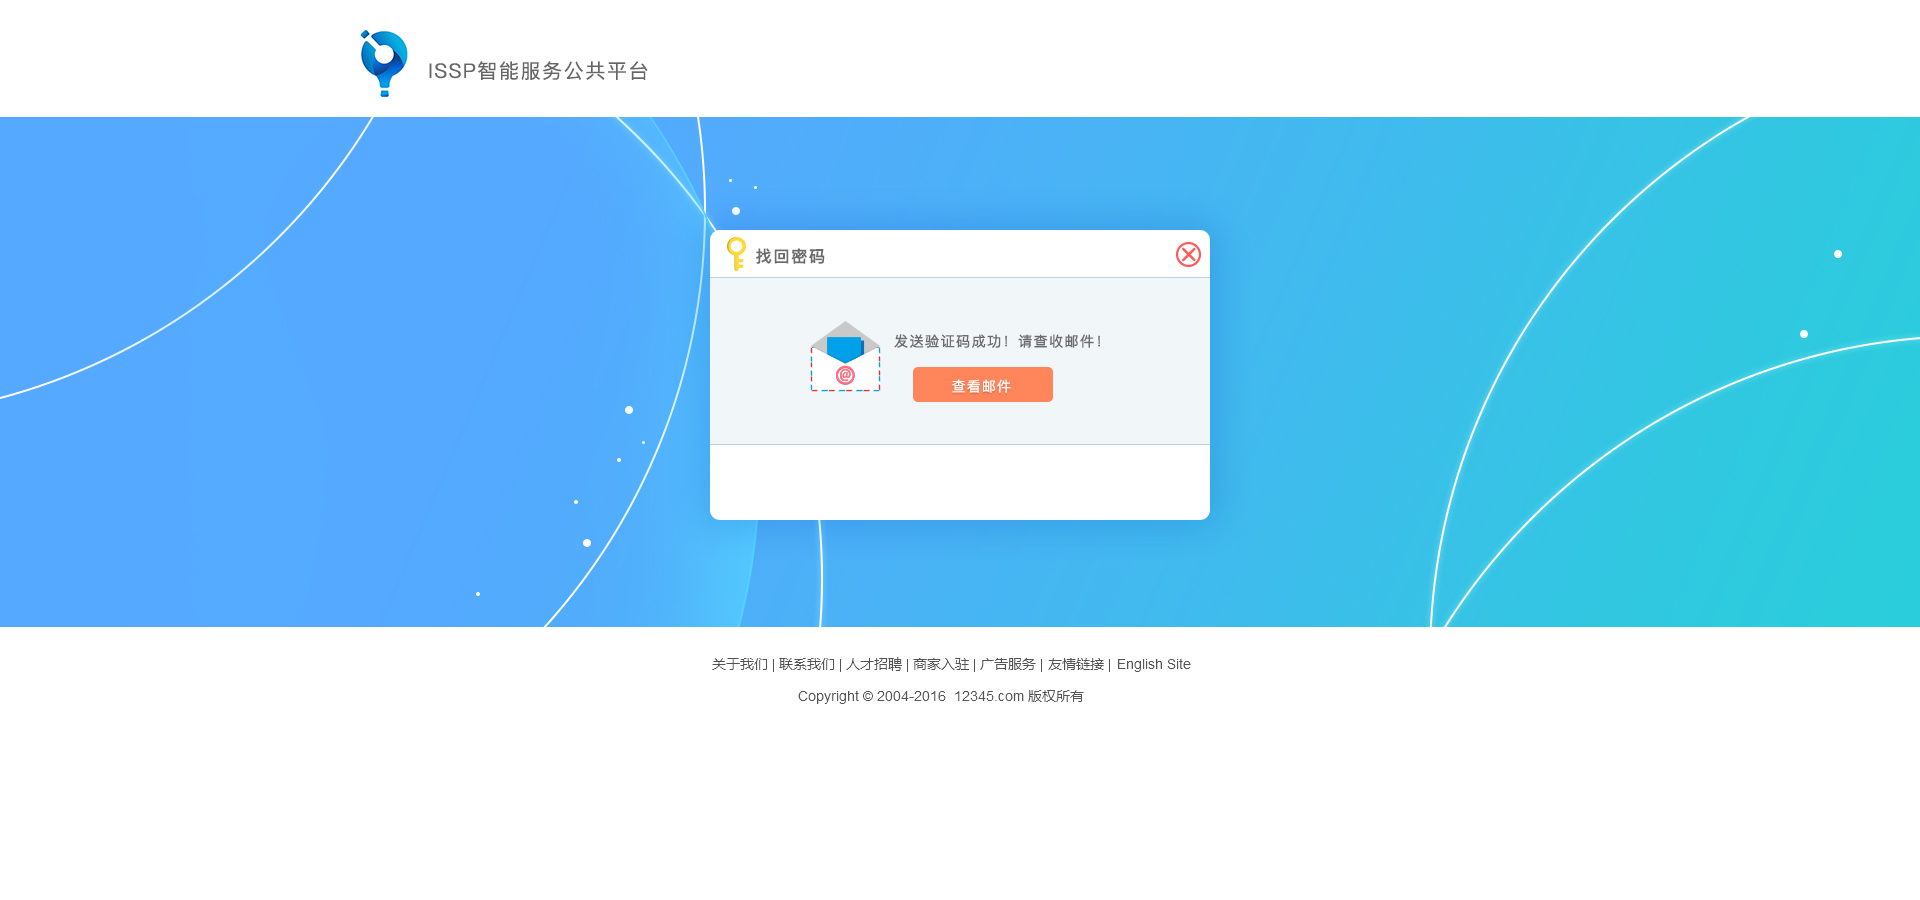 ISSP智能服务公共平台
找回密码
发送验证码成功！请查收邮件！
@
查看邮件
关于我们 | 联系我们 | 人才招聘 | 商家入驻 | 广告服务 | 友情链接 | English Site
Copyright © 2004-2016  12345.com 版权所有